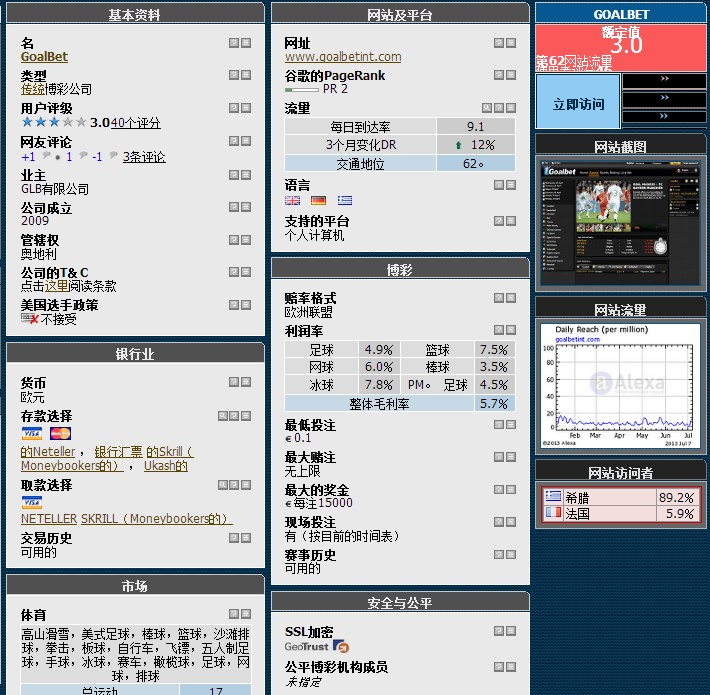 基本资料
名
GoalBet
类型
传统博彩公司
用户评级
3.040个评分
网友评论
+1 1 -1 3条评论
业主
GLB有限公司
公司成立
2009
管辖权
奥地利
公司的T& C
点击这里阅读条款
美国选手政策
不接受
银行业
货币
欧元
存款选择
VISA MasterCard
的Neteller ， 银行汇票 的Skrill（
Moneybookers的） ， Ukash的
取款选择
VISA
NETELLER SKRILL（Moneybookers的）
交易历史
可用的
市场
体育
高山滑雪，美式足球，棒球，篮球，沙滩排
球，拳击，板球，自行车，飞镖，五人制足
球，手球，冰球，赛车，橄榄球，足球，网
球，排球
总运动 17
网站及平台
网址
www.goalbetint.com
谷歌的PageRank
PR 2
流量
每日到达率 9.1
3个月变化DR 12%
交通地位 62。
语言
支持的平台
个人计算机
博彩
赔率格式
欧洲联盟
利润率
足球 4.9% 篮球 7.5%
网球 6.0% 棒球 3.5%
冰球 7.8% PM。 足球 4.5%
整体毛利率 5.7%
最低投注
€ 0.1
最大赌注
无上限
最大的奖金
€ 每注15000
现场投注
有（按目前的时间表）
赛事历史
可用的
安全与公平
SSL加密
GeoTrust
公平博彩机构成员
未指定
GOALBET
额定值
3.0
第62网站流量
立即访问
网站截图
Goalbet
网站流量
Daily Reach (per million)
goalbetint.com
100
80
60
40
20
0
Alexa
Feb Mar Apr May Jun Jul
©2013 Alexa 2013 Jul 7
网站访问者
希腊 89.2%
法国 5.9%